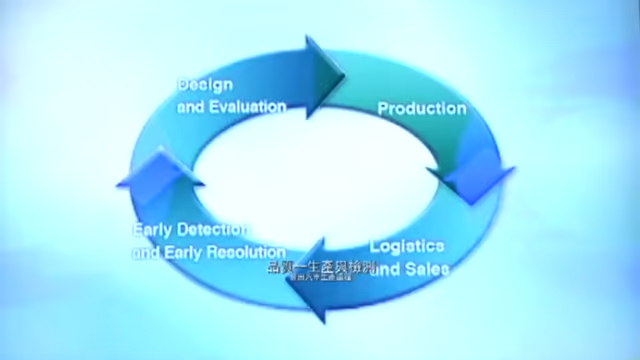 Design
and Evaluation
Production
Early Detection
and Early Resolution
Logistics
and Sales
品質—生產與檢測